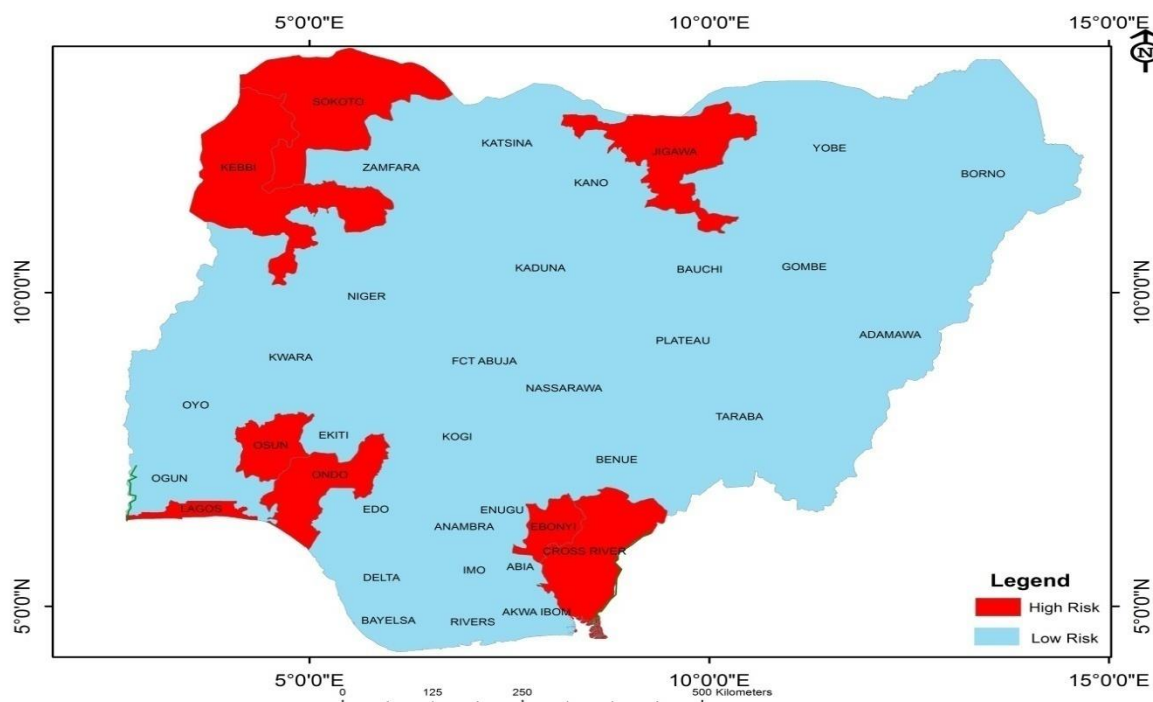 5°0'0"E
10°0'0"E
15°0'0"E
N
SOKOTO
KATSINA
JIGAWA
YOBE
KEBBI
ZAMFARA
KANO
BORNO
KADUNA
BAUCHI
GOMBE
10°0'0"N
10°0'0"N
NIGER
ADAMAWA
PLATEAU
KWARA
FCT ABUJA
NASSARAWA
OYO
TARABA
OSUN
EKITI
KOGI
BENUE
OGUN
ONDO
LAGOS
EDO
ENUGU
ANAMBRA
EBONYI
CROSS RIVER
DELTA
IMO
ABIA
BAYELSA
RIVERS
AKWA IBOM
5°0'0"N
5°0'0"N
Legend
High Risk
Low Risk
5°0'0"E
10°0'0"E
15°0'0"E
0
125
250
500 Kilometers